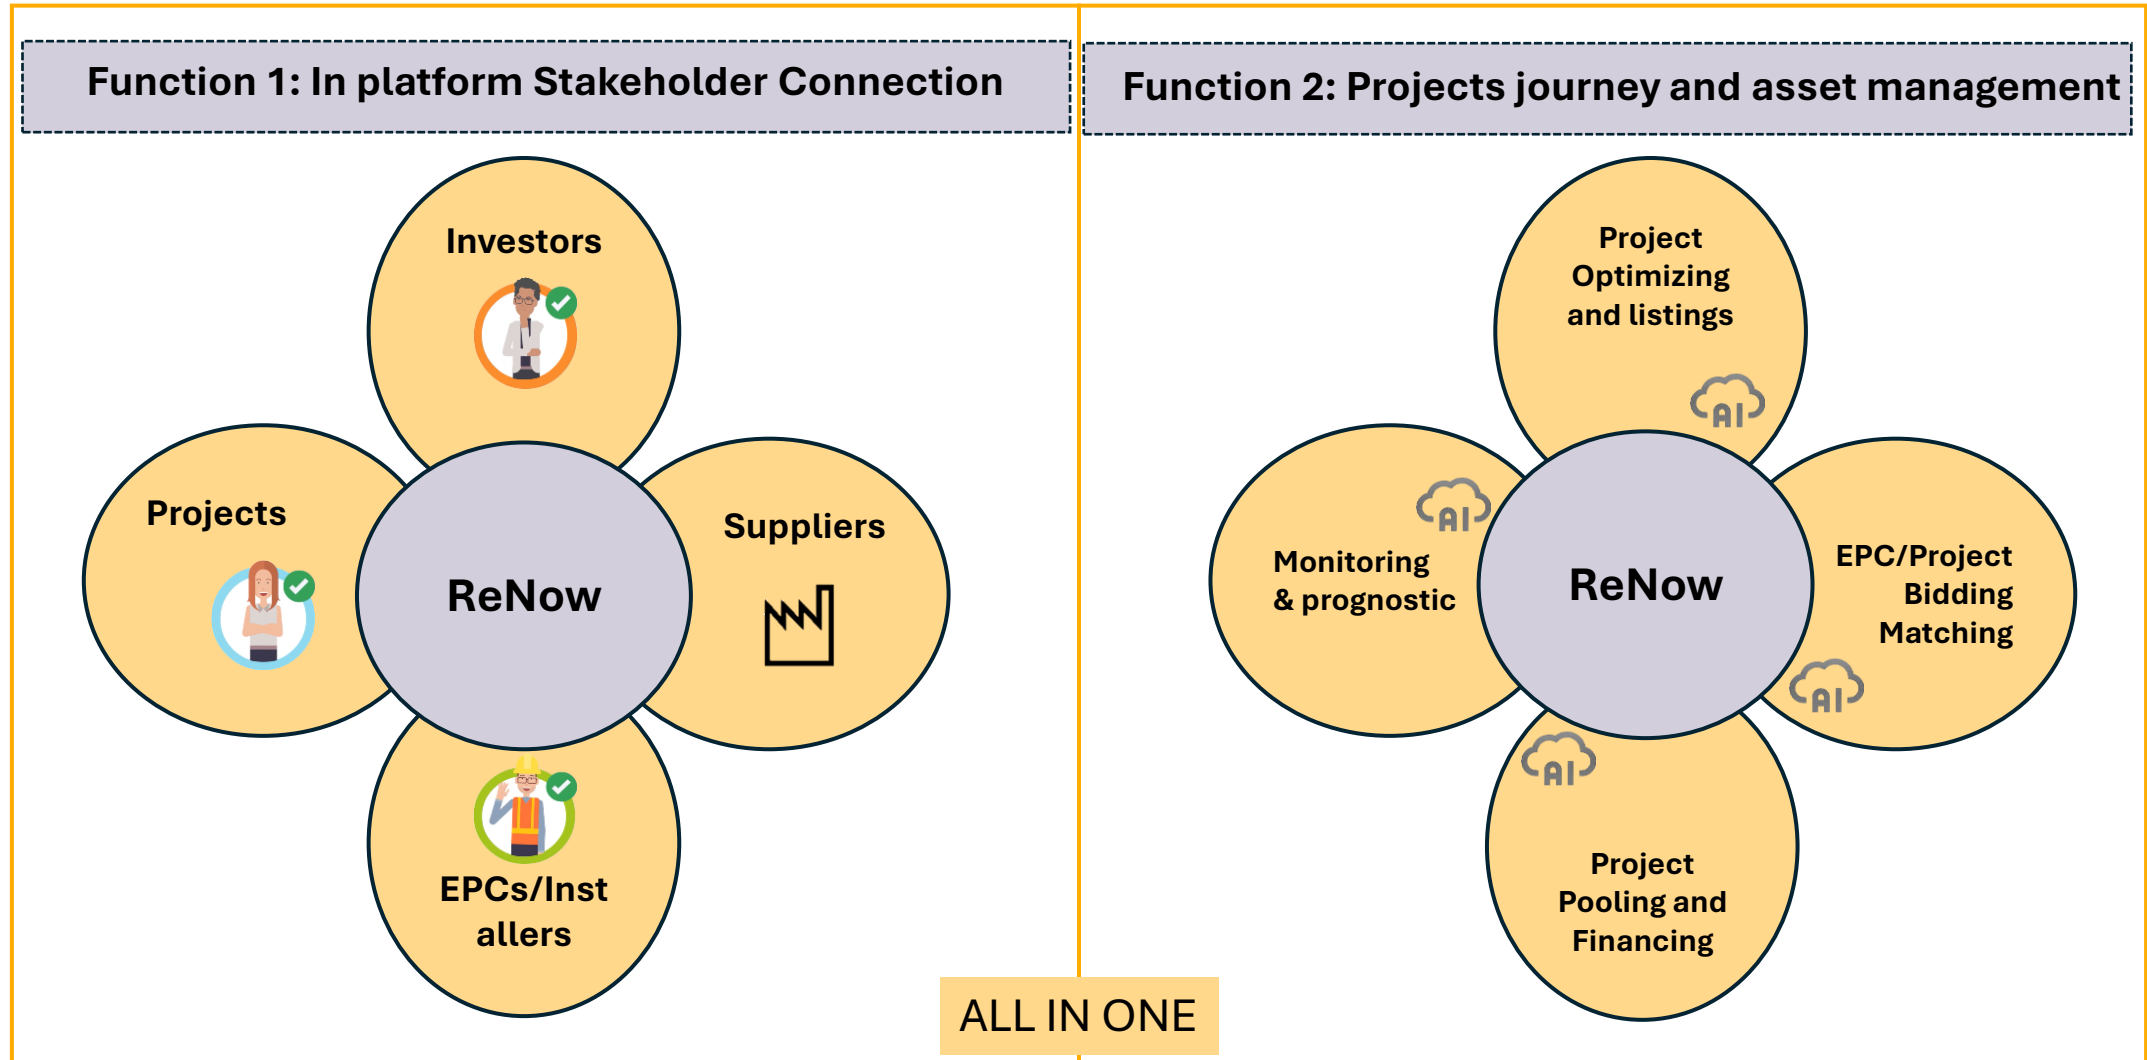 Function 1: In platform Stakeholder Connection
Investors
Projects
Suppliers
ReNow
EPCs/Inst
allers
Function 2: Projects journey and asset management
Project
Optimizing
and listings
AI
AI
Monitoring
& prognostic
ReNow
EPC/Project
Bidding
Matching
AI
AI
Project
Pooling and
Financing
ALL IN ONE